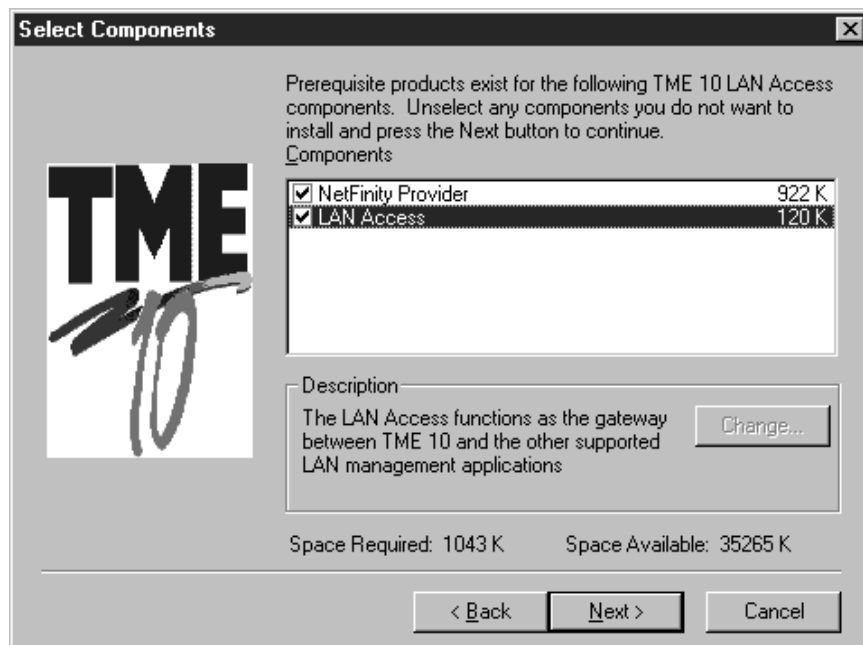 Select Components
Prerequisite products exist for the following TME 10 LAN Access
components. Unselect any components you do not want to
install and press the Next button to continue.
Components
NetFinity Provider 922 K
LAN Access 120 K
TME
10
Description
The LAN Access functions as the gateway
between TME 10 and the other supported
LAN management applications
Change...
Space Required: 1043 K Space Available: 35265 K
< Back Next > Cancel